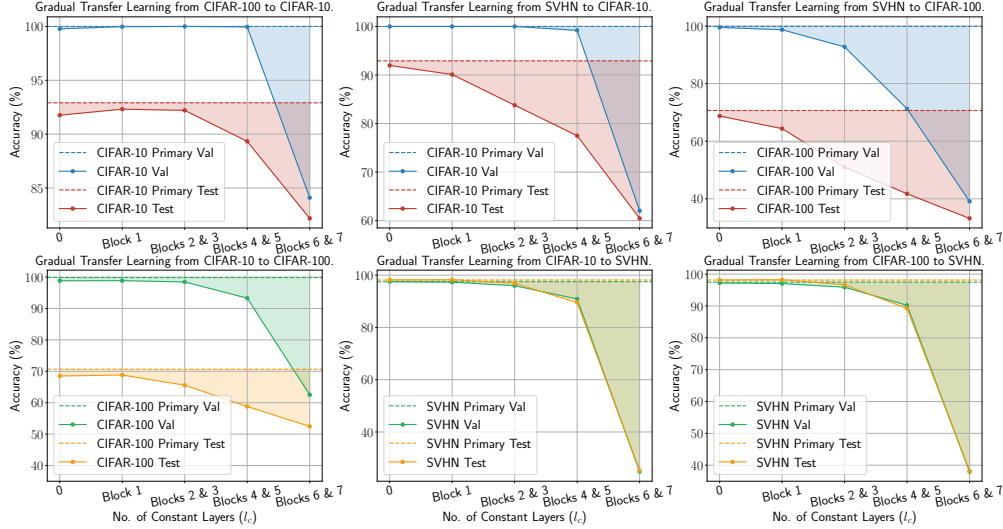 Gradual Transfer Learning from CIFAR-100 to CIFAR-10.
100
95
90
85
Accuracy (%)
CIFAR-10 Primary Val
CIFAR-10 Val
CIFAR-10 Primary Test
CIFAR-10 Test
0
Block 1
Blocks 2 & 3
Blocks 4 & 5
Blocks 6 & 7
Gradual Transfer Learning from SVHN to CIFAR-10.
100
90
80
70
60
Accuracy (%)
CIFAR-10 Primary Val
CIFAR-10 Val
CIFAR-10 Primary Test
CIFAR-10 Test
0
Block 1
Blocks 2 & 3
Blocks 4 & 5
Blocks 6 & 7
Gradual Transfer Learning from SVHN to CIFAR-100.
100
80
60
40
Accuracy (%)
CIFAR-100 Primary Val
CIFAR-100 Val
CIFAR-100 Primary Test
CIFAR-100 Test
0
Block 1
Blocks 2 & 3
Blocks 4 & 5
Blocks 6 & 7
Gradual Transfer Learning from CIFAR-10 to CIFAR-100.
100
90
80
70
60
50
40
Accuracy (%)
CIFAR-100 Primary Val
CIFAR-100 Val
CIFAR-100 Primary Test
CIFAR-100 Test
0
Block 1
Blocks 2 & 3
Blocks 4 & 5
Blocks 6 & 7
No. of Constant Layers (l_c)
Gradual Transfer Learning from CIFAR-10 to SVHN.
100
80
60
40
Accuracy (%)
SVHN Primary Val
SVHN Val
SVHN Primary Test
SVHN Test
0
Block 1
Blocks 2 & 3
Blocks 4 & 5
Blocks 6 & 7
No. of Constant Layers (l_c)
Gradual Transfer Learning from CIFAR-100 to SVHN.
100
90
80
70
60
50
40
Accuracy (%)
SVHN Primary Val
SVHN Val
SVHN Primary Test
SVHN Test
0
Block 1
Blocks 2 & 3
Blocks 4 & 5
Blocks 6 & 7
No. of Constant Layers (l_c)